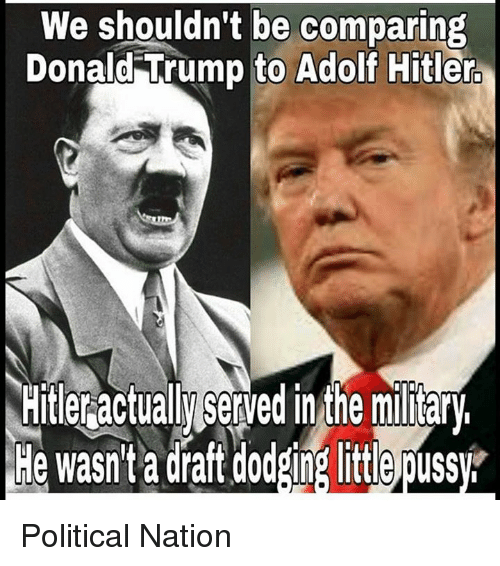 We shouldn't be comparing
Donald Trump to Adolf Hitler.
Hitler actually served in the military.
He wasn't a draft dodging little pussy.
Political Nation